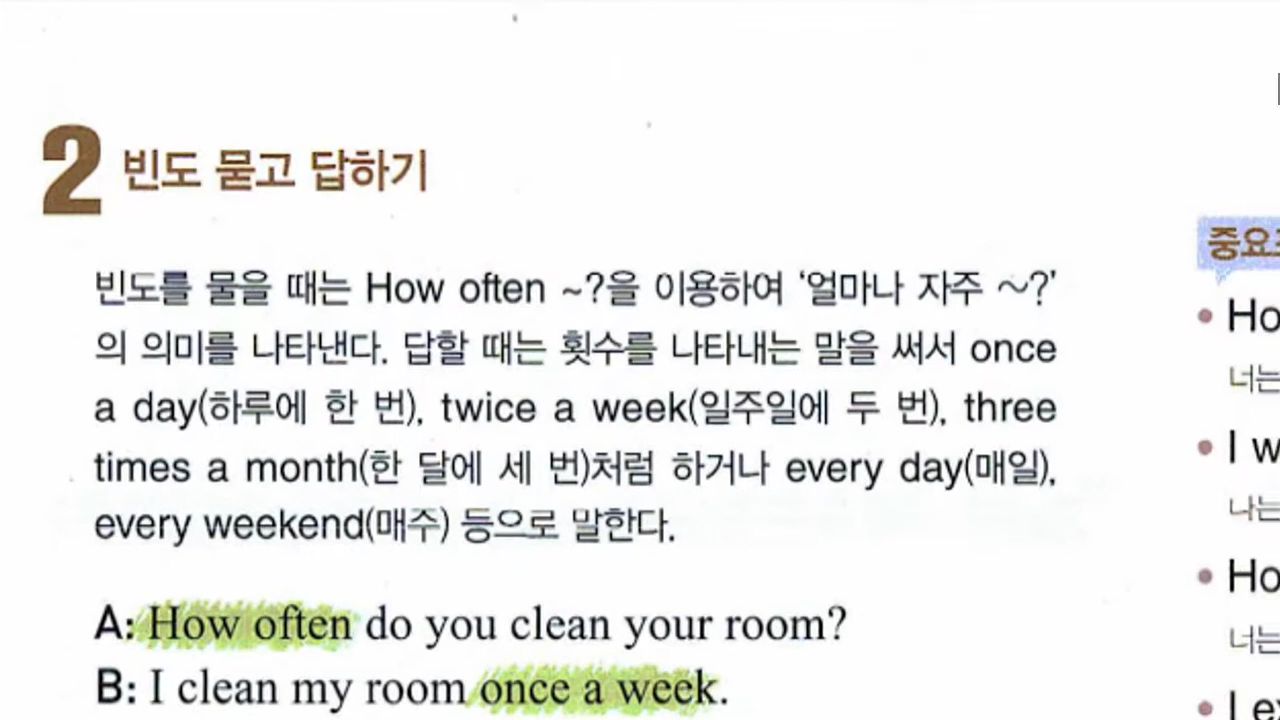 2 빈도 묻고 답하기
빈도를 물을 때는 How often ~?을 이용하여 ‘얼마나 자주 ~?’
의 의미를 나타낸다. 답할 때는 횟수를 나타내는 말을 써서 once
a day(하루에 한 번), twice a week(일주일에 두 번), three
times a month(한 달에 세 번)처럼 하거나 every day(매일),
every weekend(매주) 등으로 말한다.
A: How often do you clean your room?
B: I clean my room once a week.
중요
• Ho
너는
• I w
나는
• Ho
너는
• I ex